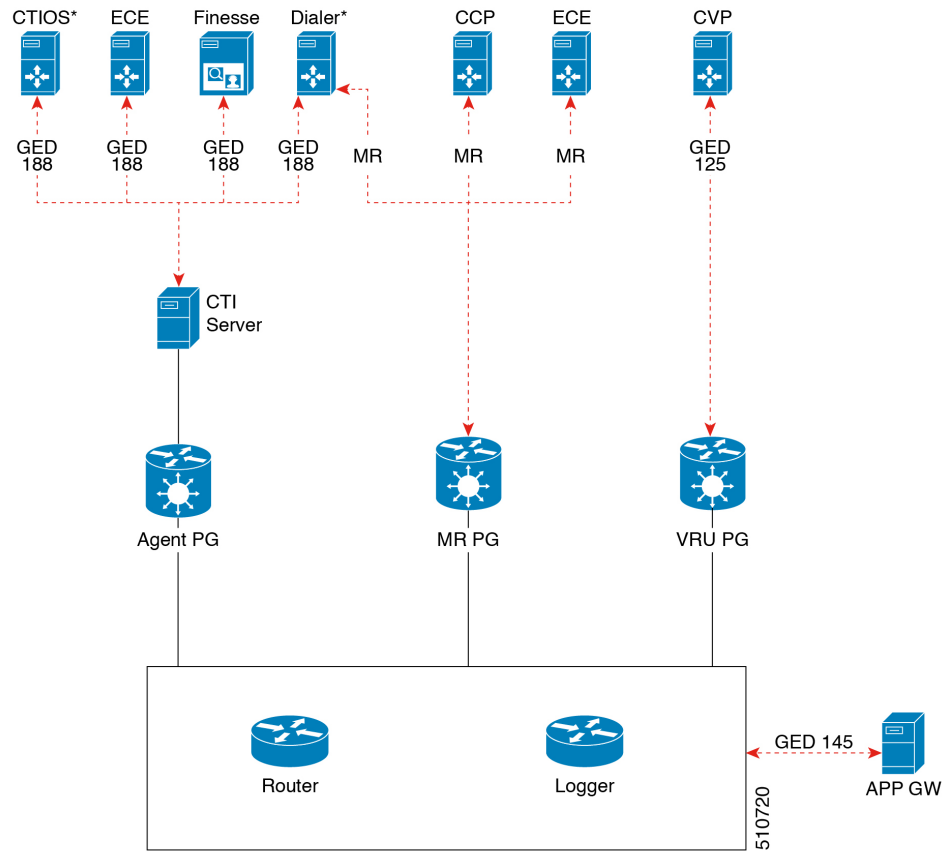 CTIOS*
ECE
Finesse
Dialer*
CCP
ECE
CVP
GED
188
GED
188
GED
188
GED
188
MR
MR
MR
GED
125
CTI
Server
Agent PG
MR PG
VRU PG
Router
Logger
GED 145
APP GW
510720